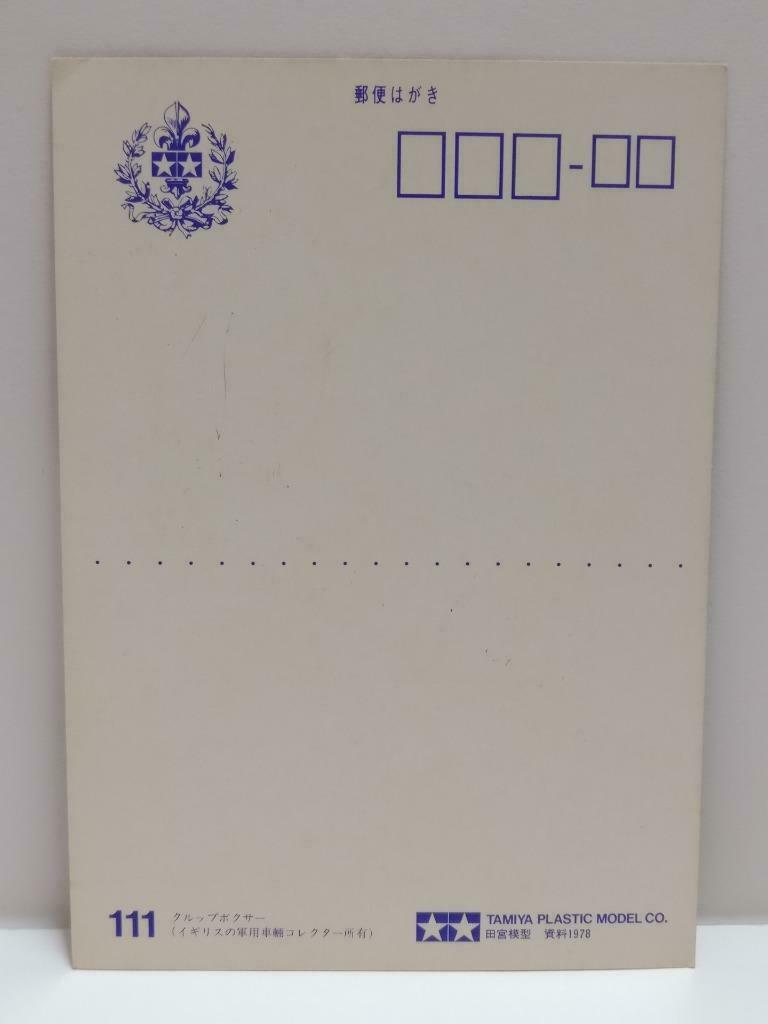 郵便はがき
111
クルップボクサー
(イギリスの軍用車輛コレクター所有)
TAMIYA PLASTIC MODEL CO.
田宮模型 資料1978